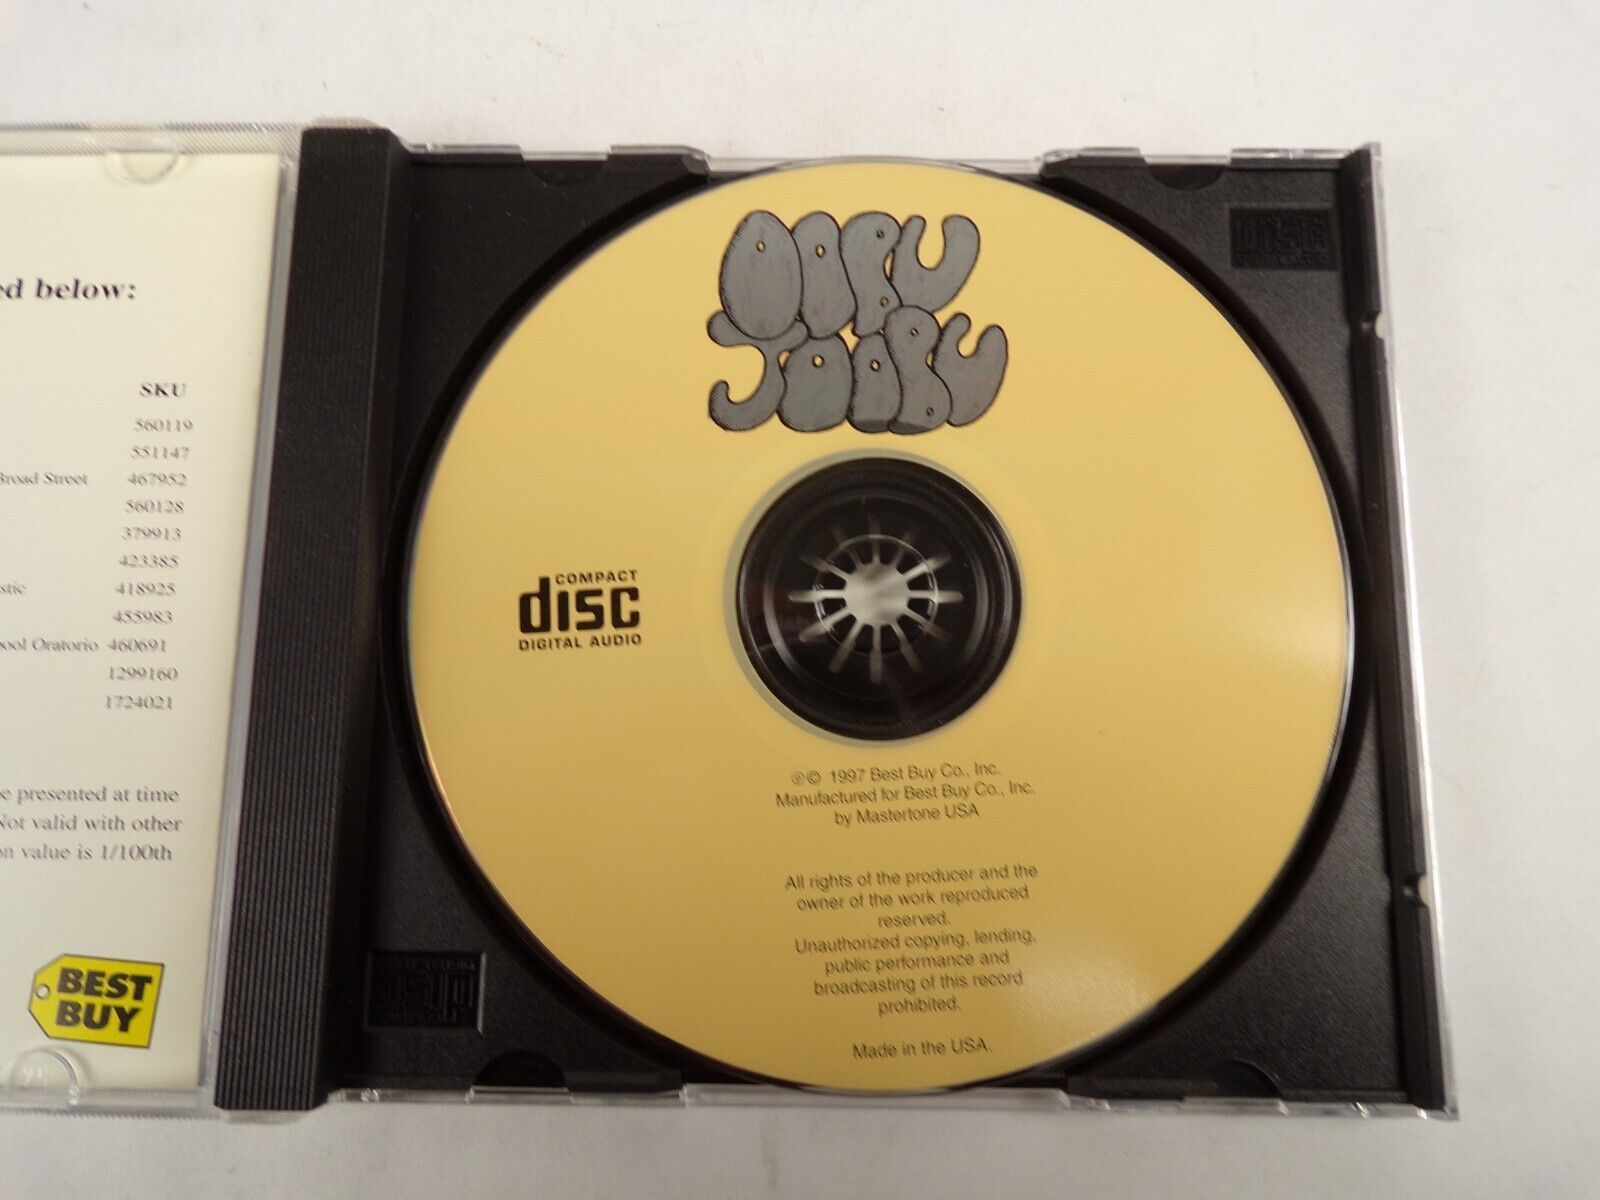 ed below:
SKU
560119
551147
Broad Street 467952
560128
379913
423385
stic 418925
455983
pool Oratorio 460691
1299160
1724021
e presented at time
Not valid with other
on value is 1/100th
BEST
BUY
OOBU
JOOBU
COMPACT
disc
DIGITAL AUDIO
℗© 1997 Best Buy Co., Inc.
Manufactured for Best Buy Co., Inc.
by Mastertone USA
All rights of the producer and the
owner of the work reproduced
reserved.
Unauthorized copying, lending,
public performance and
broadcasting of this record
prohibited.
Made in the USA.
disc